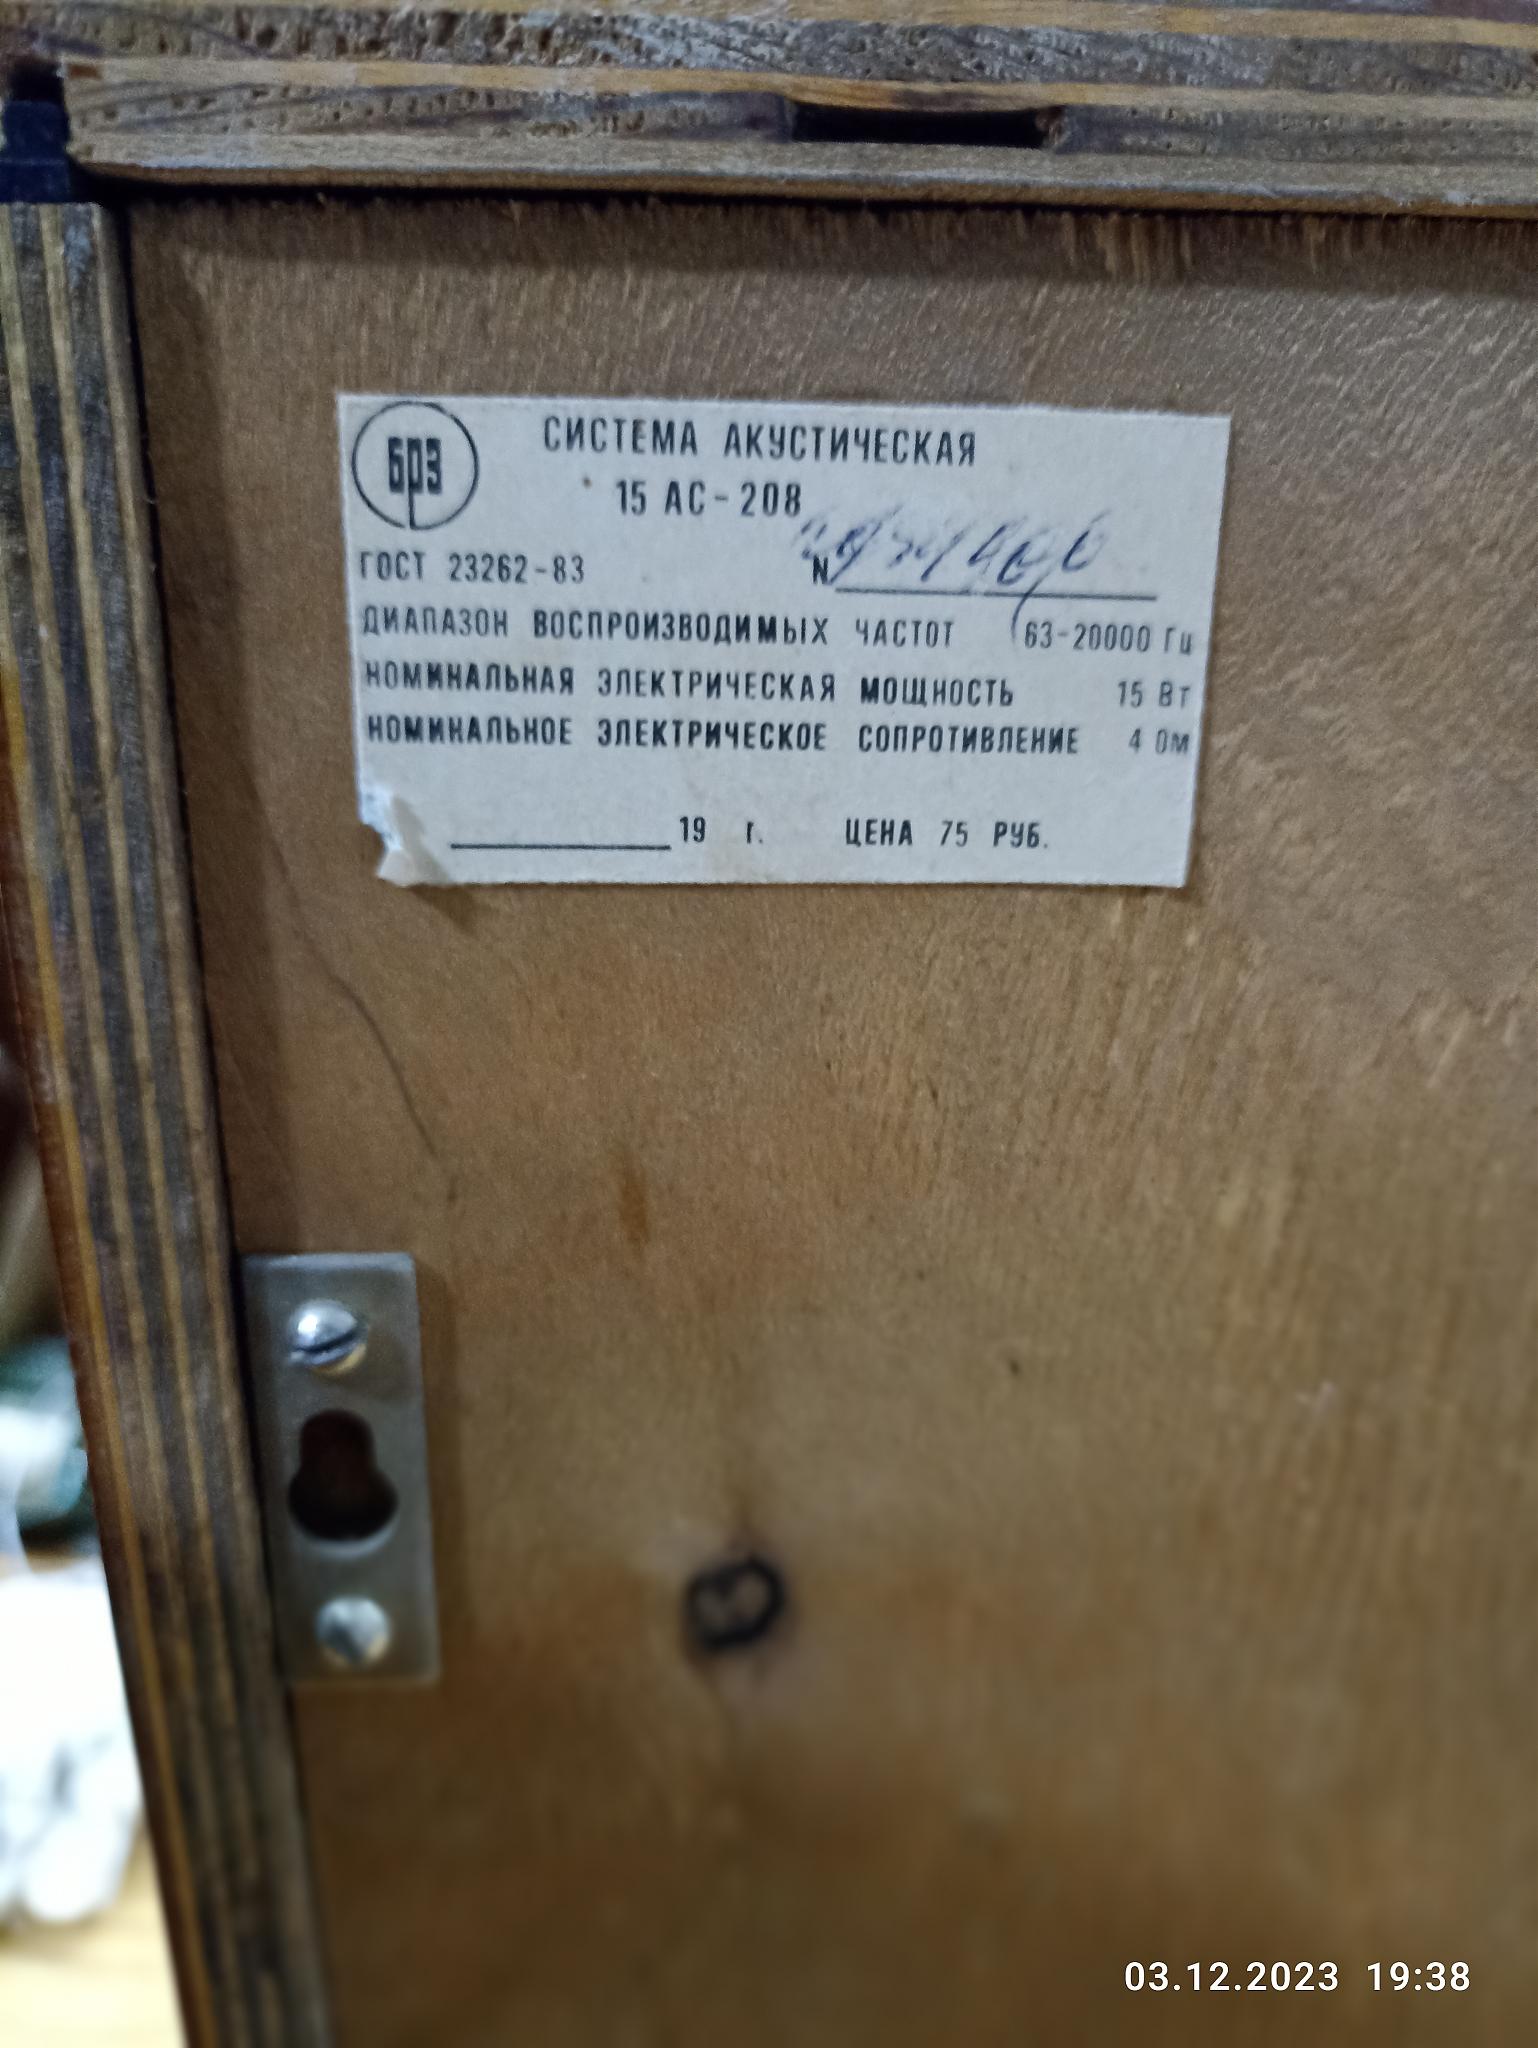 БРЗ
СИСТЕМА АКУСТИЧЕСКАЯ
15 АС-208
ГОСТ 23262-83 N
ДИАПАЗОН ВОСПРОИЗВОДИМЫХ ЧАСТОТ 63-20000 Гц
НОМИНАЛЬНАЯ ЭЛЕКТРИЧЕСКАЯ МОЩНОСТЬ 15 Вт
НОМИНАЛЬНОЕ ЭЛЕКТРИЧЕСКОЕ СОПРОТИВЛЕНИЕ 4 Ом
19 г. ЦЕНА 75 РУБ.
03.12.2023 19:38